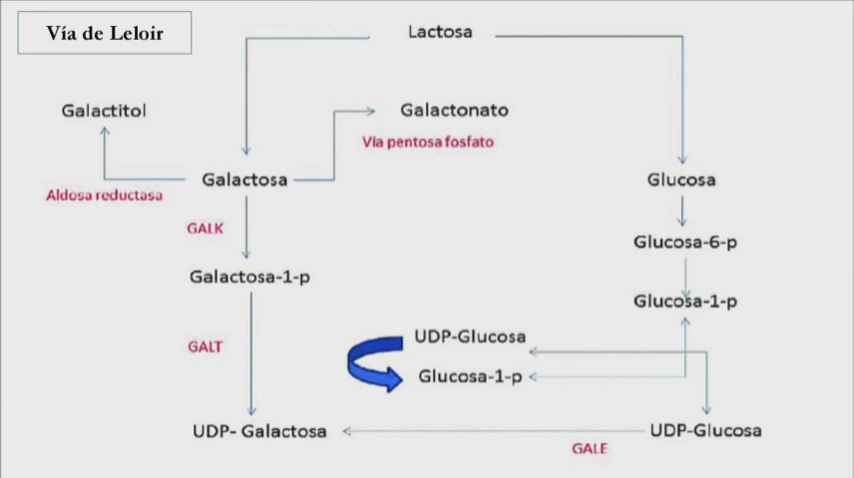 Vía de Leloir
Lactosa
Galactitol
Galactonato
Vía pentosa fosfato
Aldosa reductasa
Galactosa
Glucosa
GALK
Glucosa-6-p
Galactosa-1-p
Glucosa-1-p
GALT
UDP-Glucosa
Glucosa-1-p
UDP- Galactosa
UDP-Glucosa
GALE